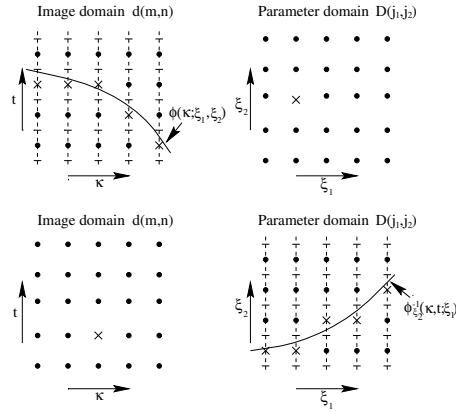 Image domain d(m,n)
Parameter domain D(j₁,j₂)
t
κ
ϕ(κ;ξ₁,ξ₂)
ξ₂
ξ₁
Image domain d(m,n)
Parameter domain D(j₁,j₂)
t
κ
ξ₂
ξ₁
ϕ⁻¹_ξ₂(κ,t;ξ₁)